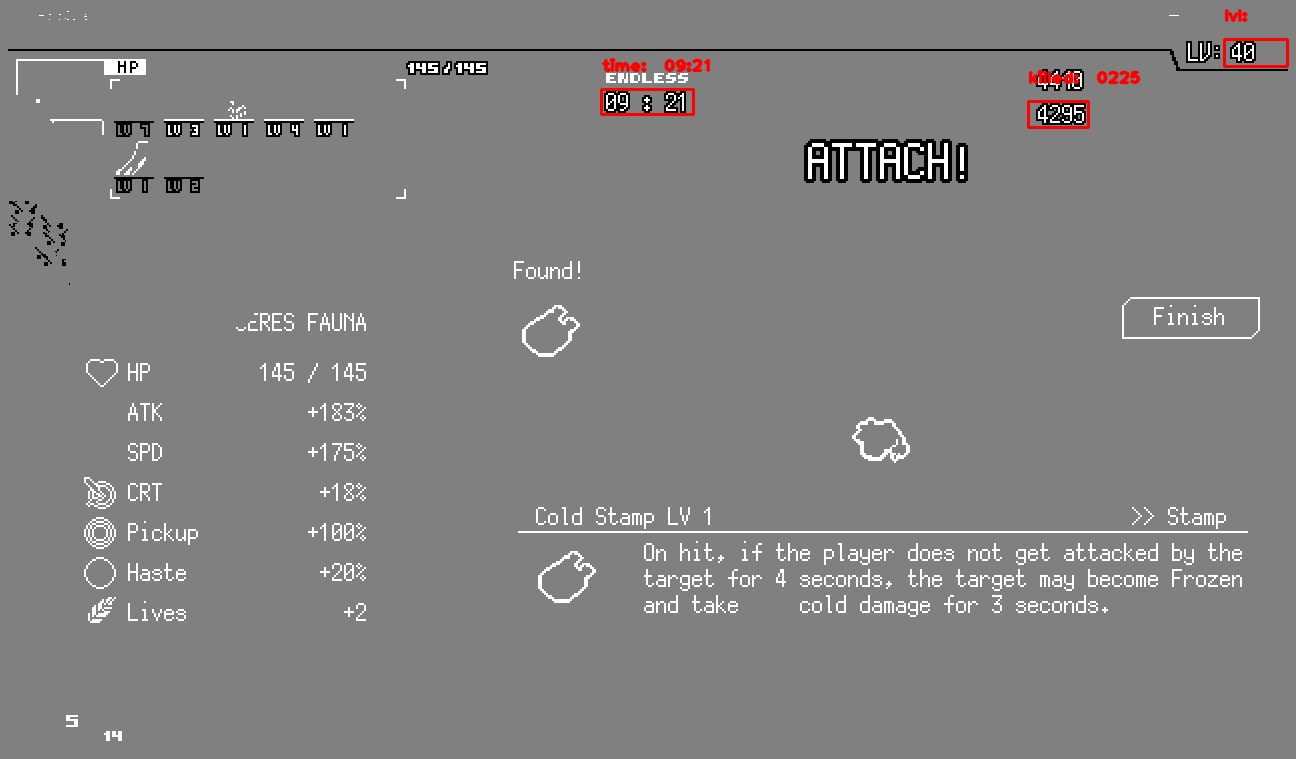 lvl:
LV: 40
HP
145/145
time: 09:21
ENDLESS
09 : 21
killed: 0225
4295
ATTACH!
LV 7 LV 3 LV 1 LV 4 LV 1
LV 1 LV 2
Found!
CERES FAUNA
Finish
HP 145 / 145
ATK +183%
SPD +175%
CRT +18%
Pickup +100%
Haste +20%
Lives +2
Cold Stamp LV 1 >> Stamp
On hit, if the player does not get attacked by the
target for 4 seconds, the target may become Frozen
and take cold damage for 3 seconds.
5
14